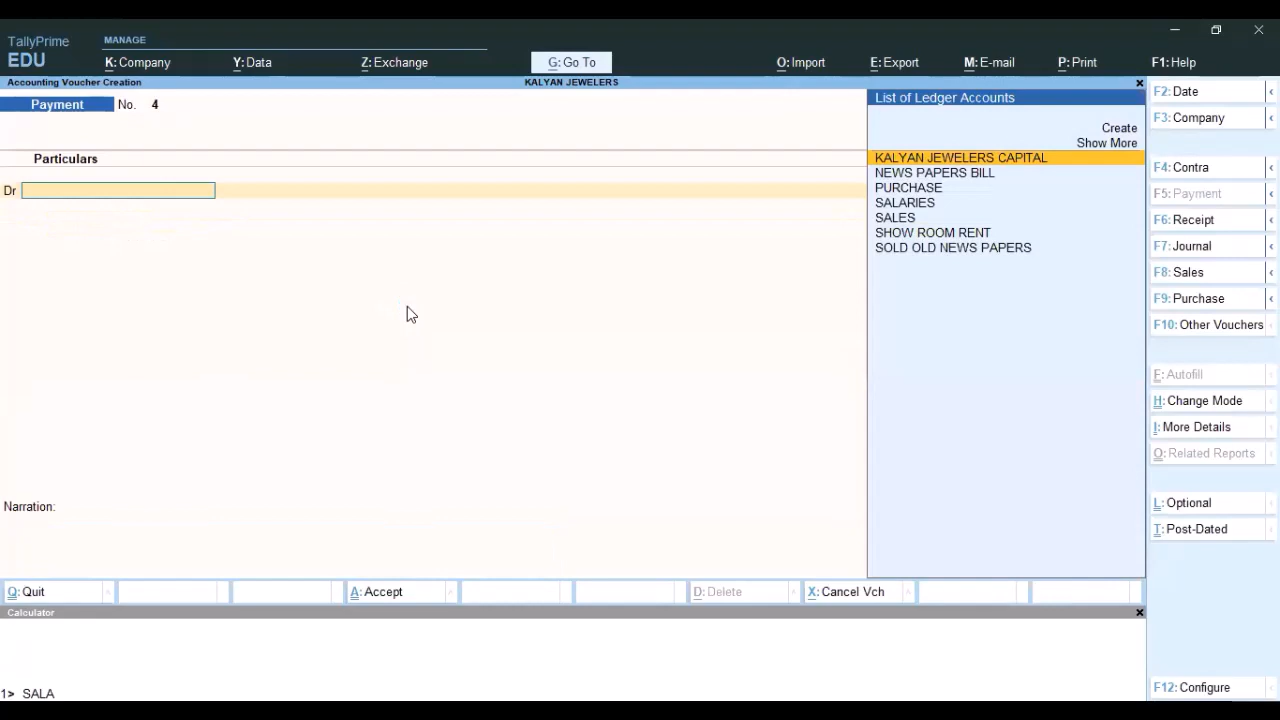 TallyPrime
EDU
MANAGE
K: Company
Y: Data
Z: Exchange
G: Go To
O: Import
E: Export
M: E-mail
P: Print
F1: Help
Accounting Voucher Creation
KALYAN JEWELERS
Payment No. 4
Particulars
Dr
Narration:
List of Ledger Accounts
Create
Show More
KALYAN JEWELERS CAPITAL
NEWS PAPERS BILL
PURCHASE
SALARIES
SALES
SHOW ROOM RENT
SOLD OLD NEWS PAPERS
F2: Date
F3: Company
F4: Contra
F5: Payment
F6: Receipt
F7: Journal
F8: Sales
F9: Purchase
F10: Other Vouchers
F: Autofill
H: Change Mode
I: More Details
O: Related Reports
L: Optional
T: Post-Dated
F12: Configure
Q: Quit
A: Accept
D: Delete
X: Cancel Vch
Calculator
1> SALA